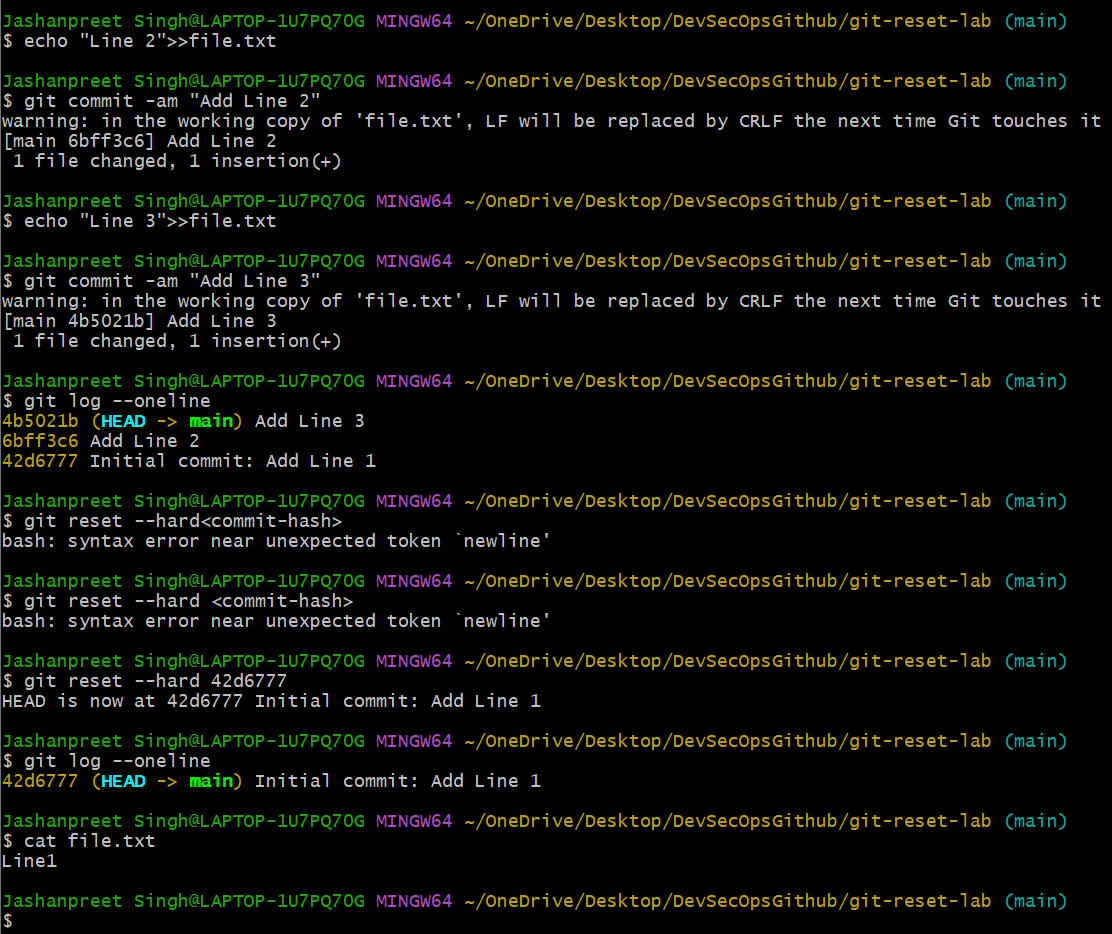 Jashanpreet Singh@LAPTOP-1U7PQ70G MINGW64 ~/OneDrive/Desktop/DevSecOpsGithub/git-reset-lab (main)
$ echo "Line 2">>file.txt
Jashanpreet Singh@LAPTOP-1U7PQ70G MINGW64 ~/OneDrive/Desktop/DevSecOpsGithub/git-reset-lab (main)
$ git commit -am "Add Line 2"
warning: in the working copy of 'file.txt', LF will be replaced by CRLF the next time Git touches it
[main 6bff3c6] Add Line 2
 1 file changed, 1 insertion(+)
Jashanpreet Singh@LAPTOP-1U7PQ70G MINGW64 ~/OneDrive/Desktop/DevSecOpsGithub/git-reset-lab (main)
$ echo "Line 3">>file.txt
Jashanpreet Singh@LAPTOP-1U7PQ70G MINGW64 ~/OneDrive/Desktop/DevSecOpsGithub/git-reset-lab (main)
$ git commit -am "Add Line 3"
warning: in the working copy of 'file.txt', LF will be replaced by CRLF the next time Git touches it
[main 4b5021b] Add Line 3
 1 file changed, 1 insertion(+)
Jashanpreet Singh@LAPTOP-1U7PQ70G MINGW64 ~/OneDrive/Desktop/DevSecOpsGithub/git-reset-lab (main)
$ git log --oneline
4b5021b (HEAD -> main) Add Line 3
6bff3c6 Add Line 2
42d6777 Initial commit: Add Line 1
Jashanpreet Singh@LAPTOP-1U7PQ70G MINGW64 ~/OneDrive/Desktop/DevSecOpsGithub/git-reset-lab (main)
$ git reset --hard<commit-hash>
bash: syntax error near unexpected token `newline'
Jashanpreet Singh@LAPTOP-1U7PQ70G MINGW64 ~/OneDrive/Desktop/DevSecOpsGithub/git-reset-lab (main)
$ git reset --hard <commit-hash>
bash: syntax error near unexpected token `newline'
Jashanpreet Singh@LAPTOP-1U7PQ70G MINGW64 ~/OneDrive/Desktop/DevSecOpsGithub/git-reset-lab (main)
$ git reset --hard 42d6777
HEAD is now at 42d6777 Initial commit: Add Line 1
Jashanpreet Singh@LAPTOP-1U7PQ70G MINGW64 ~/OneDrive/Desktop/DevSecOpsGithub/git-reset-lab (main)
$ git log --oneline
42d6777 (HEAD -> main) Initial commit: Add Line 1
Jashanpreet Singh@LAPTOP-1U7PQ70G MINGW64 ~/OneDrive/Desktop/DevSecOpsGithub/git-reset-lab (main)
$ cat file.txt
Line1
Jashanpreet Singh@LAPTOP-1U7PQ70G MINGW64 ~/OneDrive/Desktop/DevSecOpsGithub/git-reset-lab (main)
$